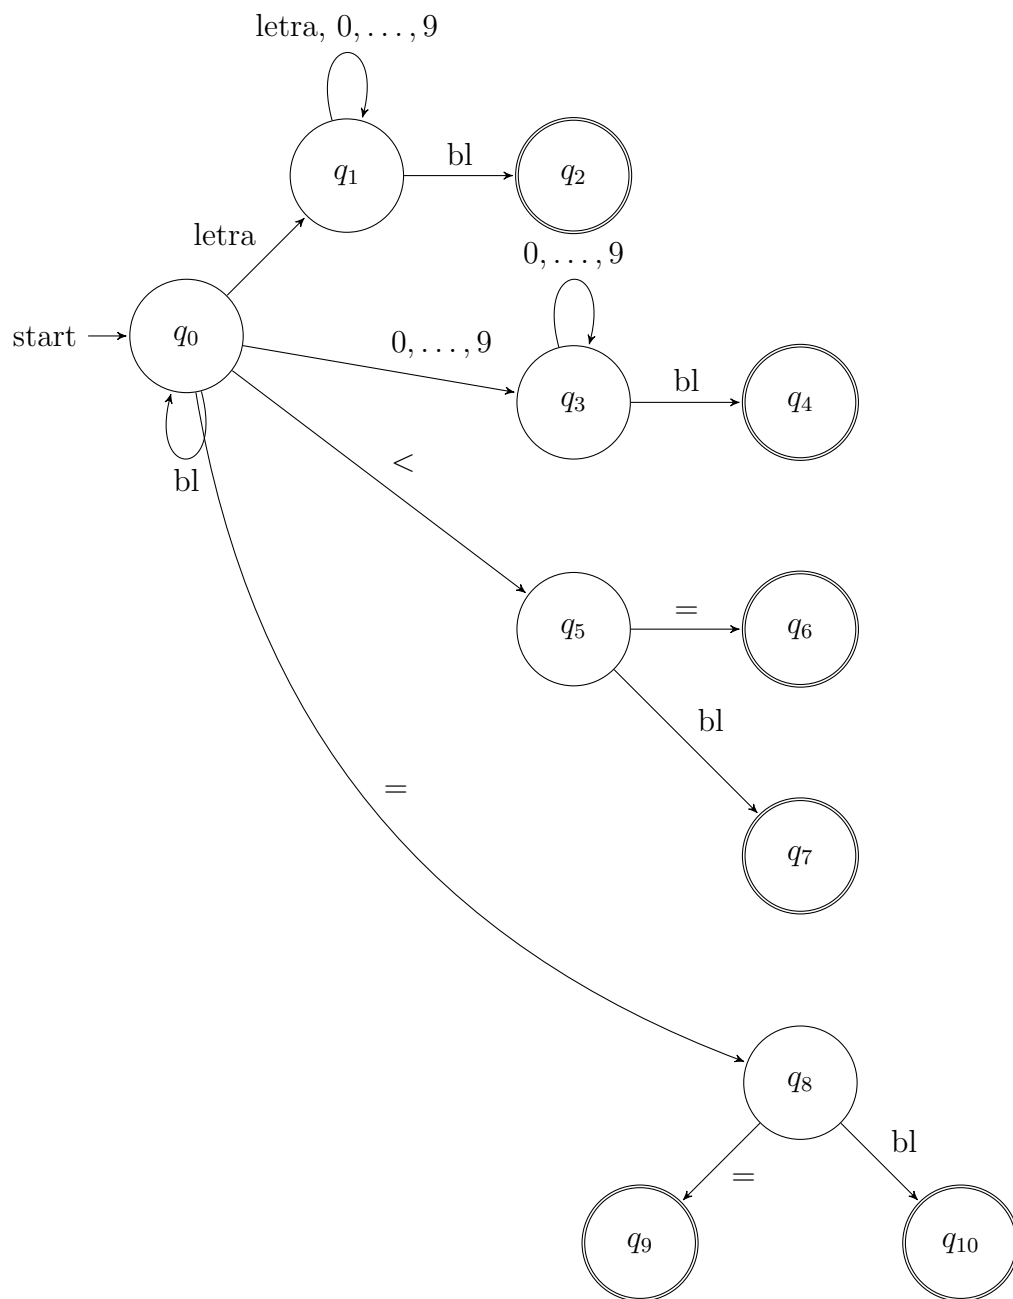 letra, 0, . . . , 9
q1
bl
q2
letra
0, . . . , 9
start
q0
0, . . . , 9
q3
bl
q4
bl
<
q5
=
q6
bl
=
q7
q8
=
bl
q9
q10